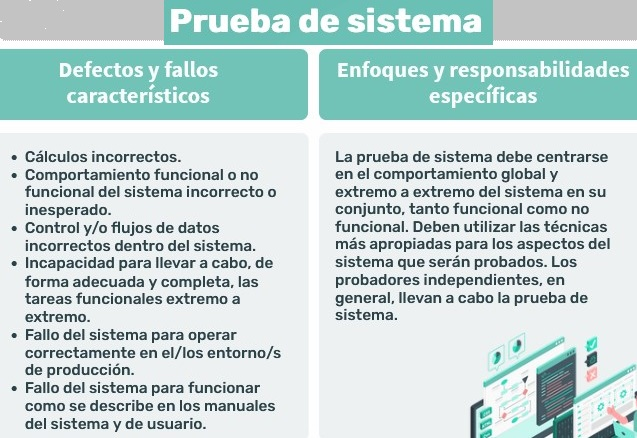 Prueba de sistema
Defectos y fallos
característicos
• Cálculos incorrectos.
• Comportamiento funcional o no
funcional del sistema incorrecto o
inesperado.
• Control y/o flujos de datos
incorrectos dentro del sistema.
• Incapacidad para llevar a cabo, de
forma adecuada y completa, las
tareas funcionales extremo a
extremo.
• Fallo del sistema para operar
correctamente en el/los entorno/s
de producción.
• Fallo del sistema para funcionar
como se describe en los manuales
del sistema y de usuario.
Enfoques y responsabilidades
específicas
La prueba de sistema debe centrarse
en el comportamiento global y
extremo a extremo del sistema en su
conjunto, tanto funcional como no
funcional. Deben utilizar las técnicas
más apropiadas para los aspectos del
sistema que serán probados. Los
probadores independientes, en
general, llevan a cabo la prueba de
sistema.